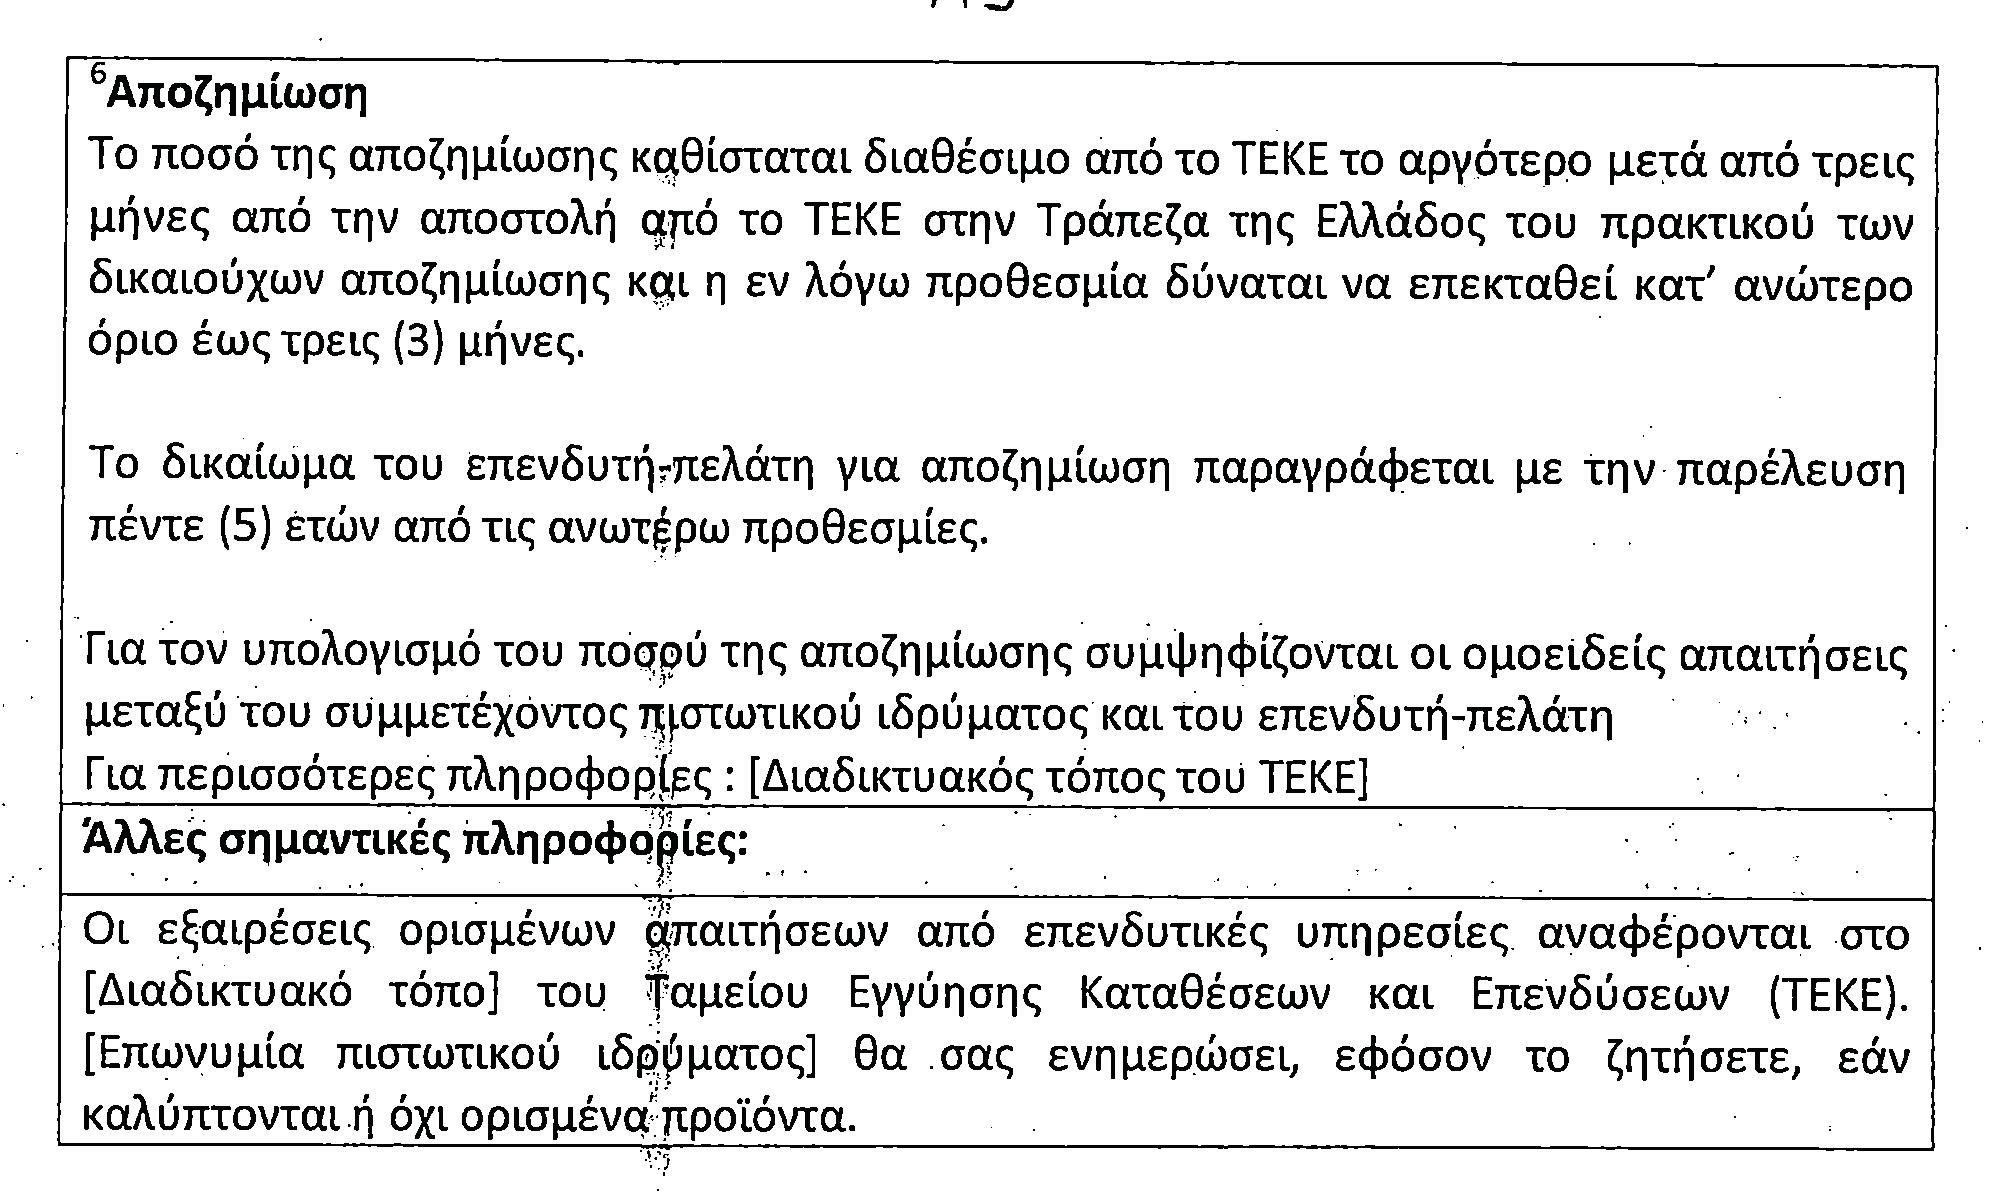 ⁶Αποζημίωση
Το ποσό της αποζημίωσης καθίσταται διαθέσιμο από το ΤΕΚΕ το αργότερο μετά από τρεις
μήνες από την αποστολή από το ΤΕΚΕ στην Τράπεζα της Ελλάδος του πρακτικού των
δικαιούχων αποζημίωσης και η εν λόγω προθεσμία δύναται να επεκταθεί κατ’ ανώτερο
όριο έως τρεις (3) μήνες.
Το δικαίωμα του επενδυτή-πελάτη για αποζημίωση παραγράφεται με την παρέλευση
πέντε (5) ετών από τις ανωτέρω προθεσμίες.
Για τον υπολογισμό του ποσού της αποζημίωσης συμψηφίζονται οι ομοειδείς απαιτήσεις
μεταξύ του συμμετέχοντος πιστωτικού ιδρύματος και του επενδυτή-πελάτη
Για περισσότερες πληροφορίες : [Διαδικτυακός τόπος του ΤΕΚΕ]
Άλλες σημαντικές πληροφορίες:
Οι εξαιρέσεις ορισμένων απαιτήσεων από επενδυτικές υπηρεσίες αναφέρονται στο
[Διαδικτυακό τόπο] του Ταμείου Εγγύησης Καταθέσεων και Επενδύσεων (ΤΕΚΕ).
[Επωνυμία πιστωτικού ιδρύματος] θα σας ενημερώσει, εφόσον το ζητήσετε, εάν
καλύπτονται ή όχι ορισμένα προϊόντα.